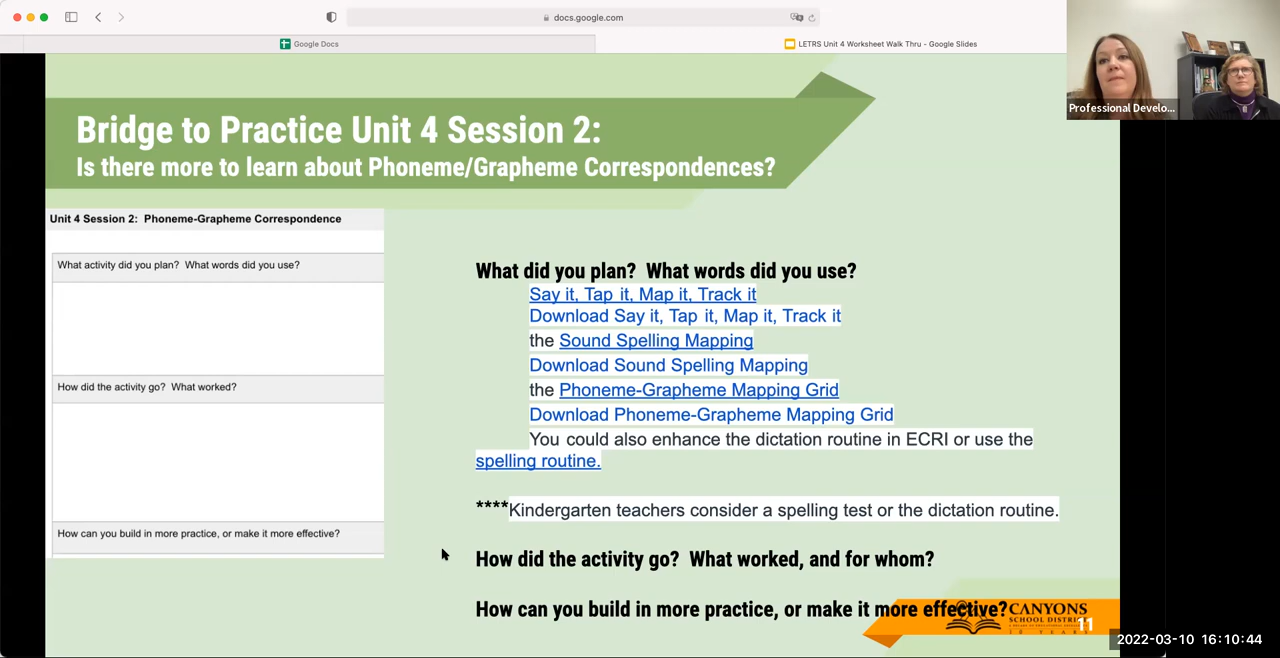 docs.google.com
Google Docs
LETRS Unit 4 Worksheet Walk Thru - Google Slides
Professional Develo...
Bridge to Practice Unit 4 Session 2:
Is there more to learn about Phoneme/Grapheme Correspondences?
Unit 4 Session 2: Phoneme-Grapheme Correspondence
What activity did you plan? What words did you use?
How did the activity go? What worked?
How can you build in more practice, or make it more effective?
What did you plan? What words did you use?
Say it, Tap it, Map it, Track it
Download Say it, Tap it, Map it, Track it
the Sound Spelling Mapping
Download Sound Spelling Mapping
the Phoneme-Grapheme Mapping Grid
Download Phoneme-Grapheme Mapping Grid
You could also enhance the dictation routine in ECRI or use the
spelling routine.
****Kindergarten teachers consider a spelling test or the dictation routine.
How did the activity go? What worked, and for whom?
How can you build in more practice, or make it more effective?
CANYONS
SCHOOL DISTRICT
11
2022-03-10 16:10:44